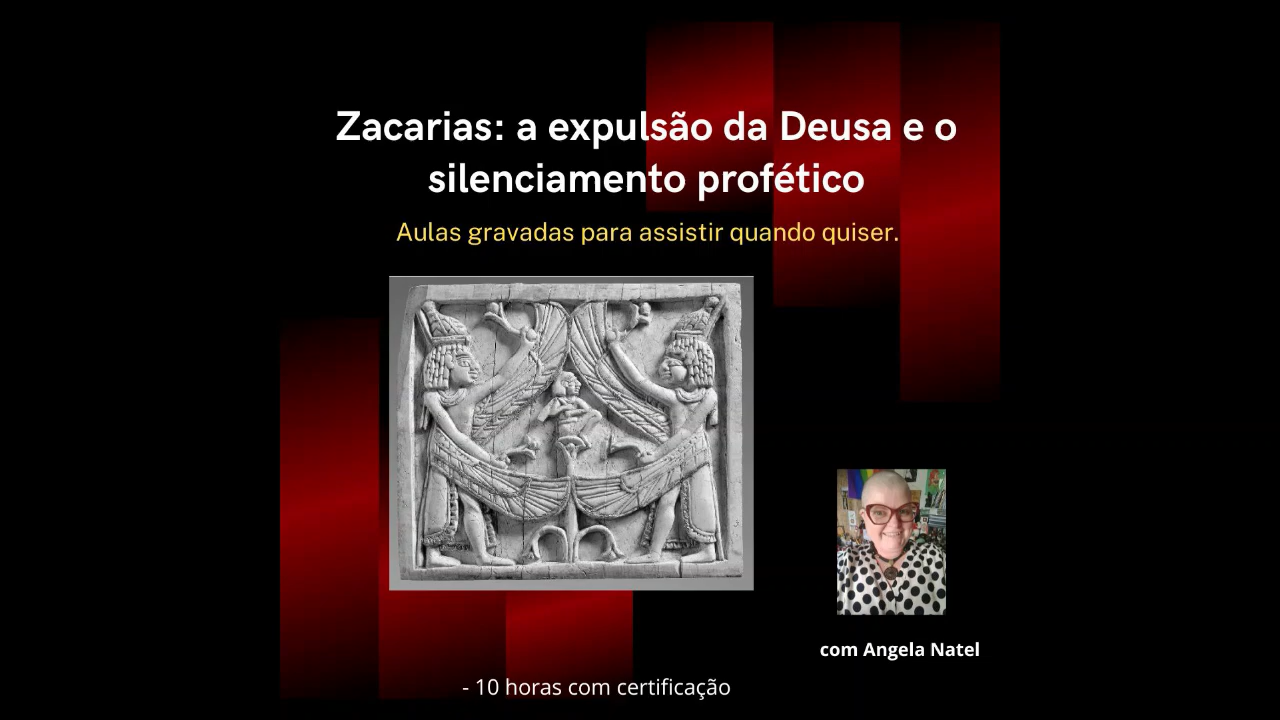 Zacarias: a expulsão da Deusa e o
silenciamento profético
Aulas gravadas para assistir quando quiser.
com Angela Natel
- 10 horas com certificação